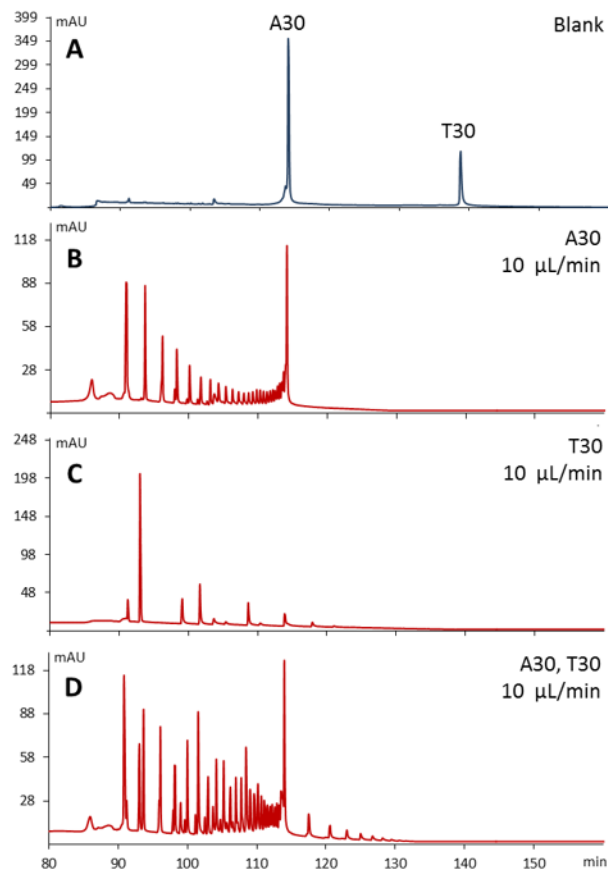 mAU
399
349
299
249
199
149
99
49
A
A30
T30
Blank
mAU
118
88
58
28
B
A30
10 µL/min
mAU
248
198
148
98
48
C
T30
10 µL/min
mAU
118
88
58
28
D
A30, T30
10 µL/min
80 90 100 110 120 130 140 150 min